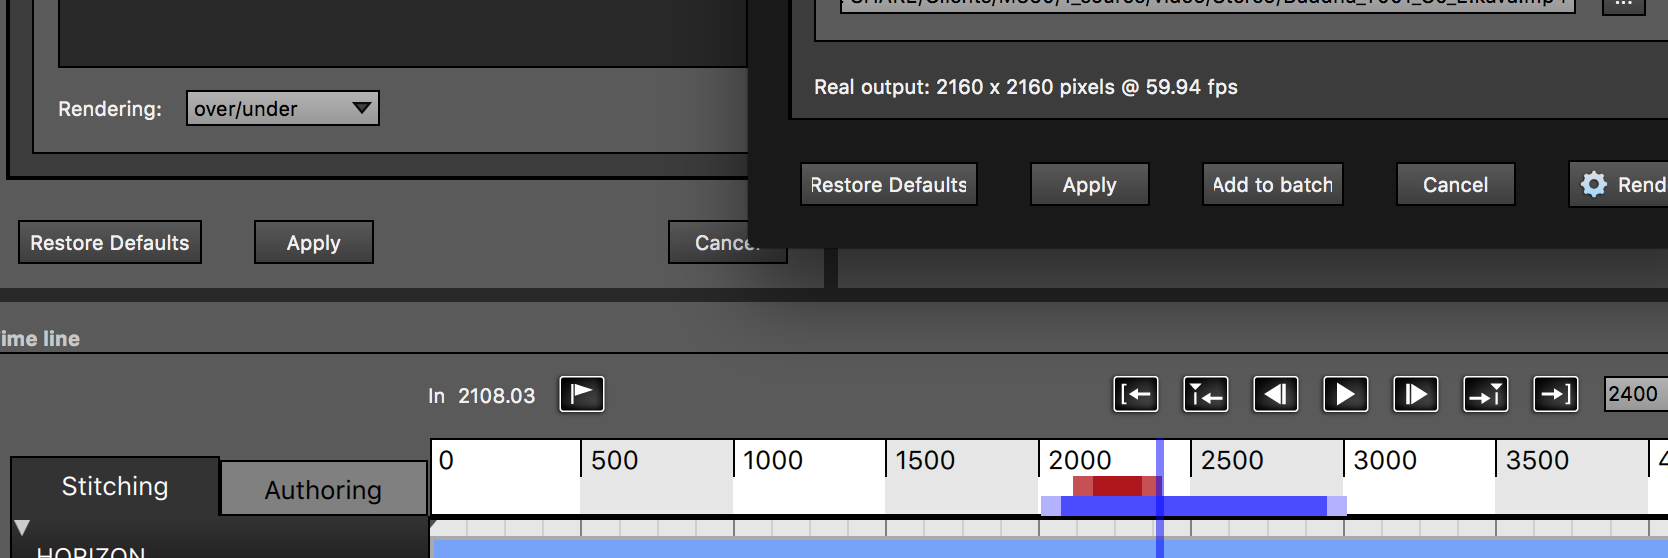 Rendering: over/under
Restore Defaults Apply
Real output: 2160 x 2160 pixels @ 59.94 fps
Restore Defaults Apply Add to batch Cancel Rend
ime line
In 2108.03
2400
0 500 1000 1500 2000 2500 3000 3500 4
Stitching Authoring
HORIZON